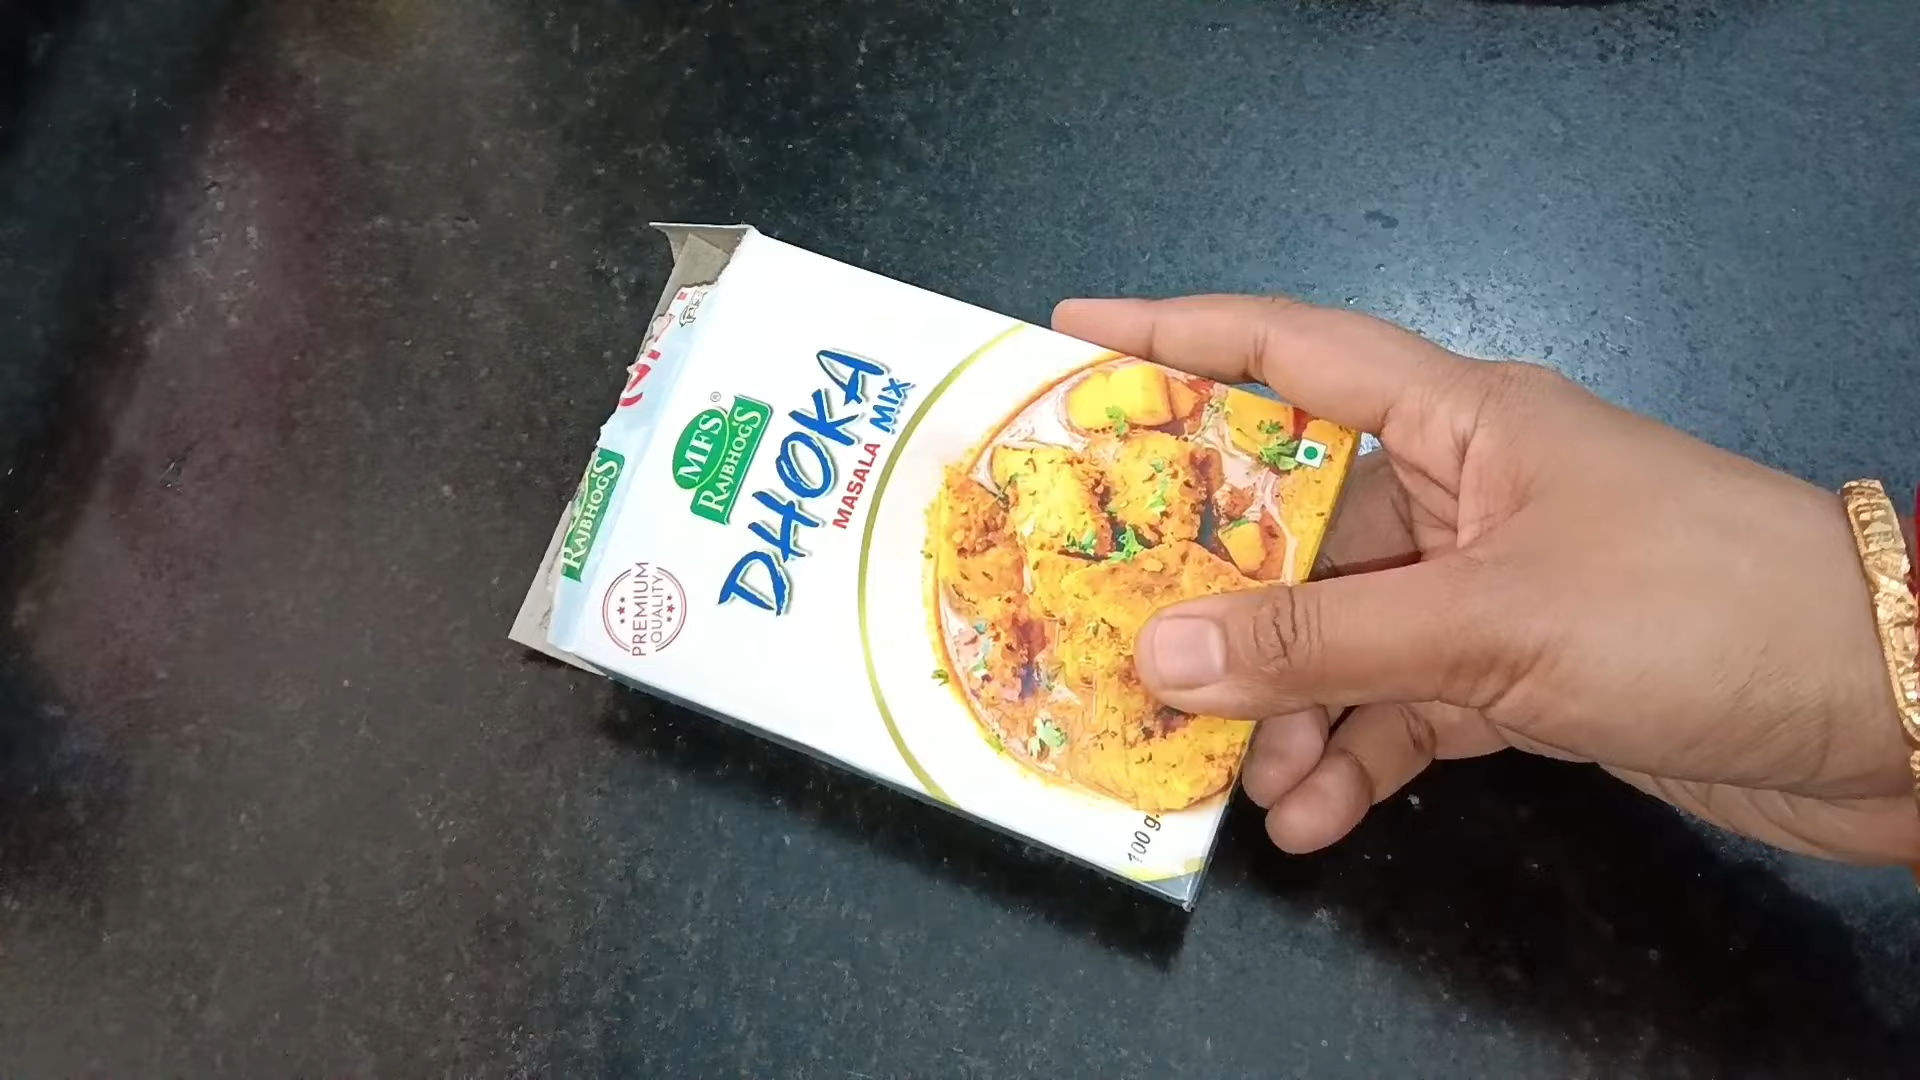 MFS
RAJBHOG'S
®
DHOKA
MASALA MIX
PREMIUM
QUALITY
100 g.
RAJBHOG'S